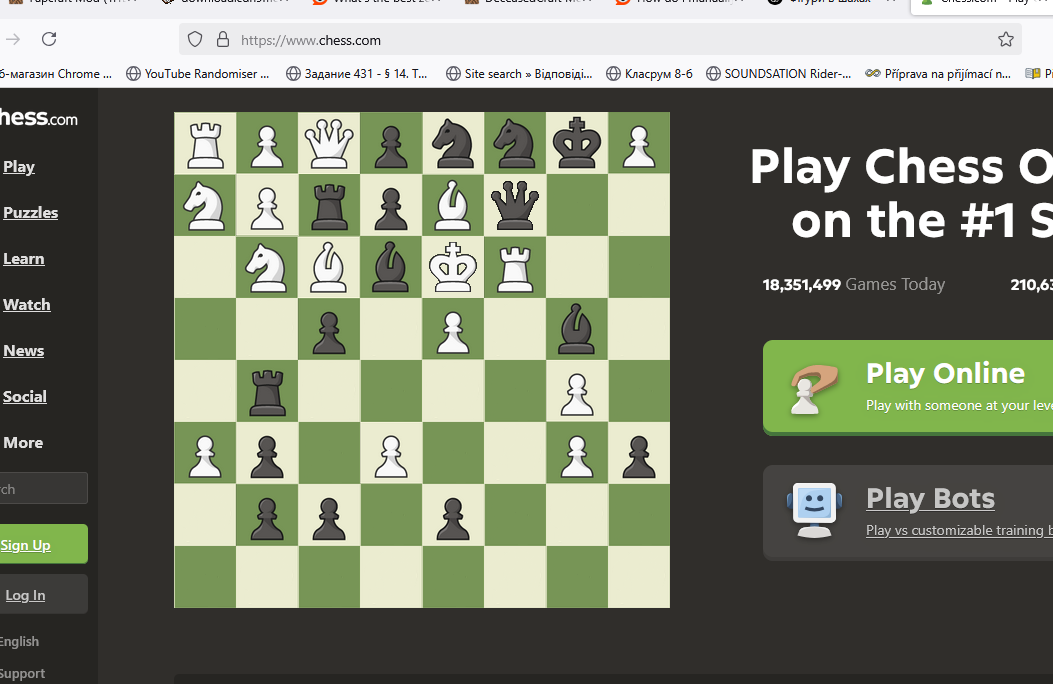 https://www.chess.com
б-магазин Chrome ...
YouTube Randomiser ...
Задание 431 - § 14. Т...
Site search » Відповіді...
Класрум 8-б
SOUNDSATION Rider-...
Příprava na přijímací n...
hess.com
Play
Puzzles
Learn
Watch
News
Social
More
rch
Sign Up
Log In
English
Support
Play Chess O
on the #1 S
18,351,499 Games Today
210,63
Play Online
Play with someone at your leve
Play Bots
Play vs customizable training b